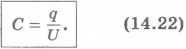 C = q/U. (14.22)